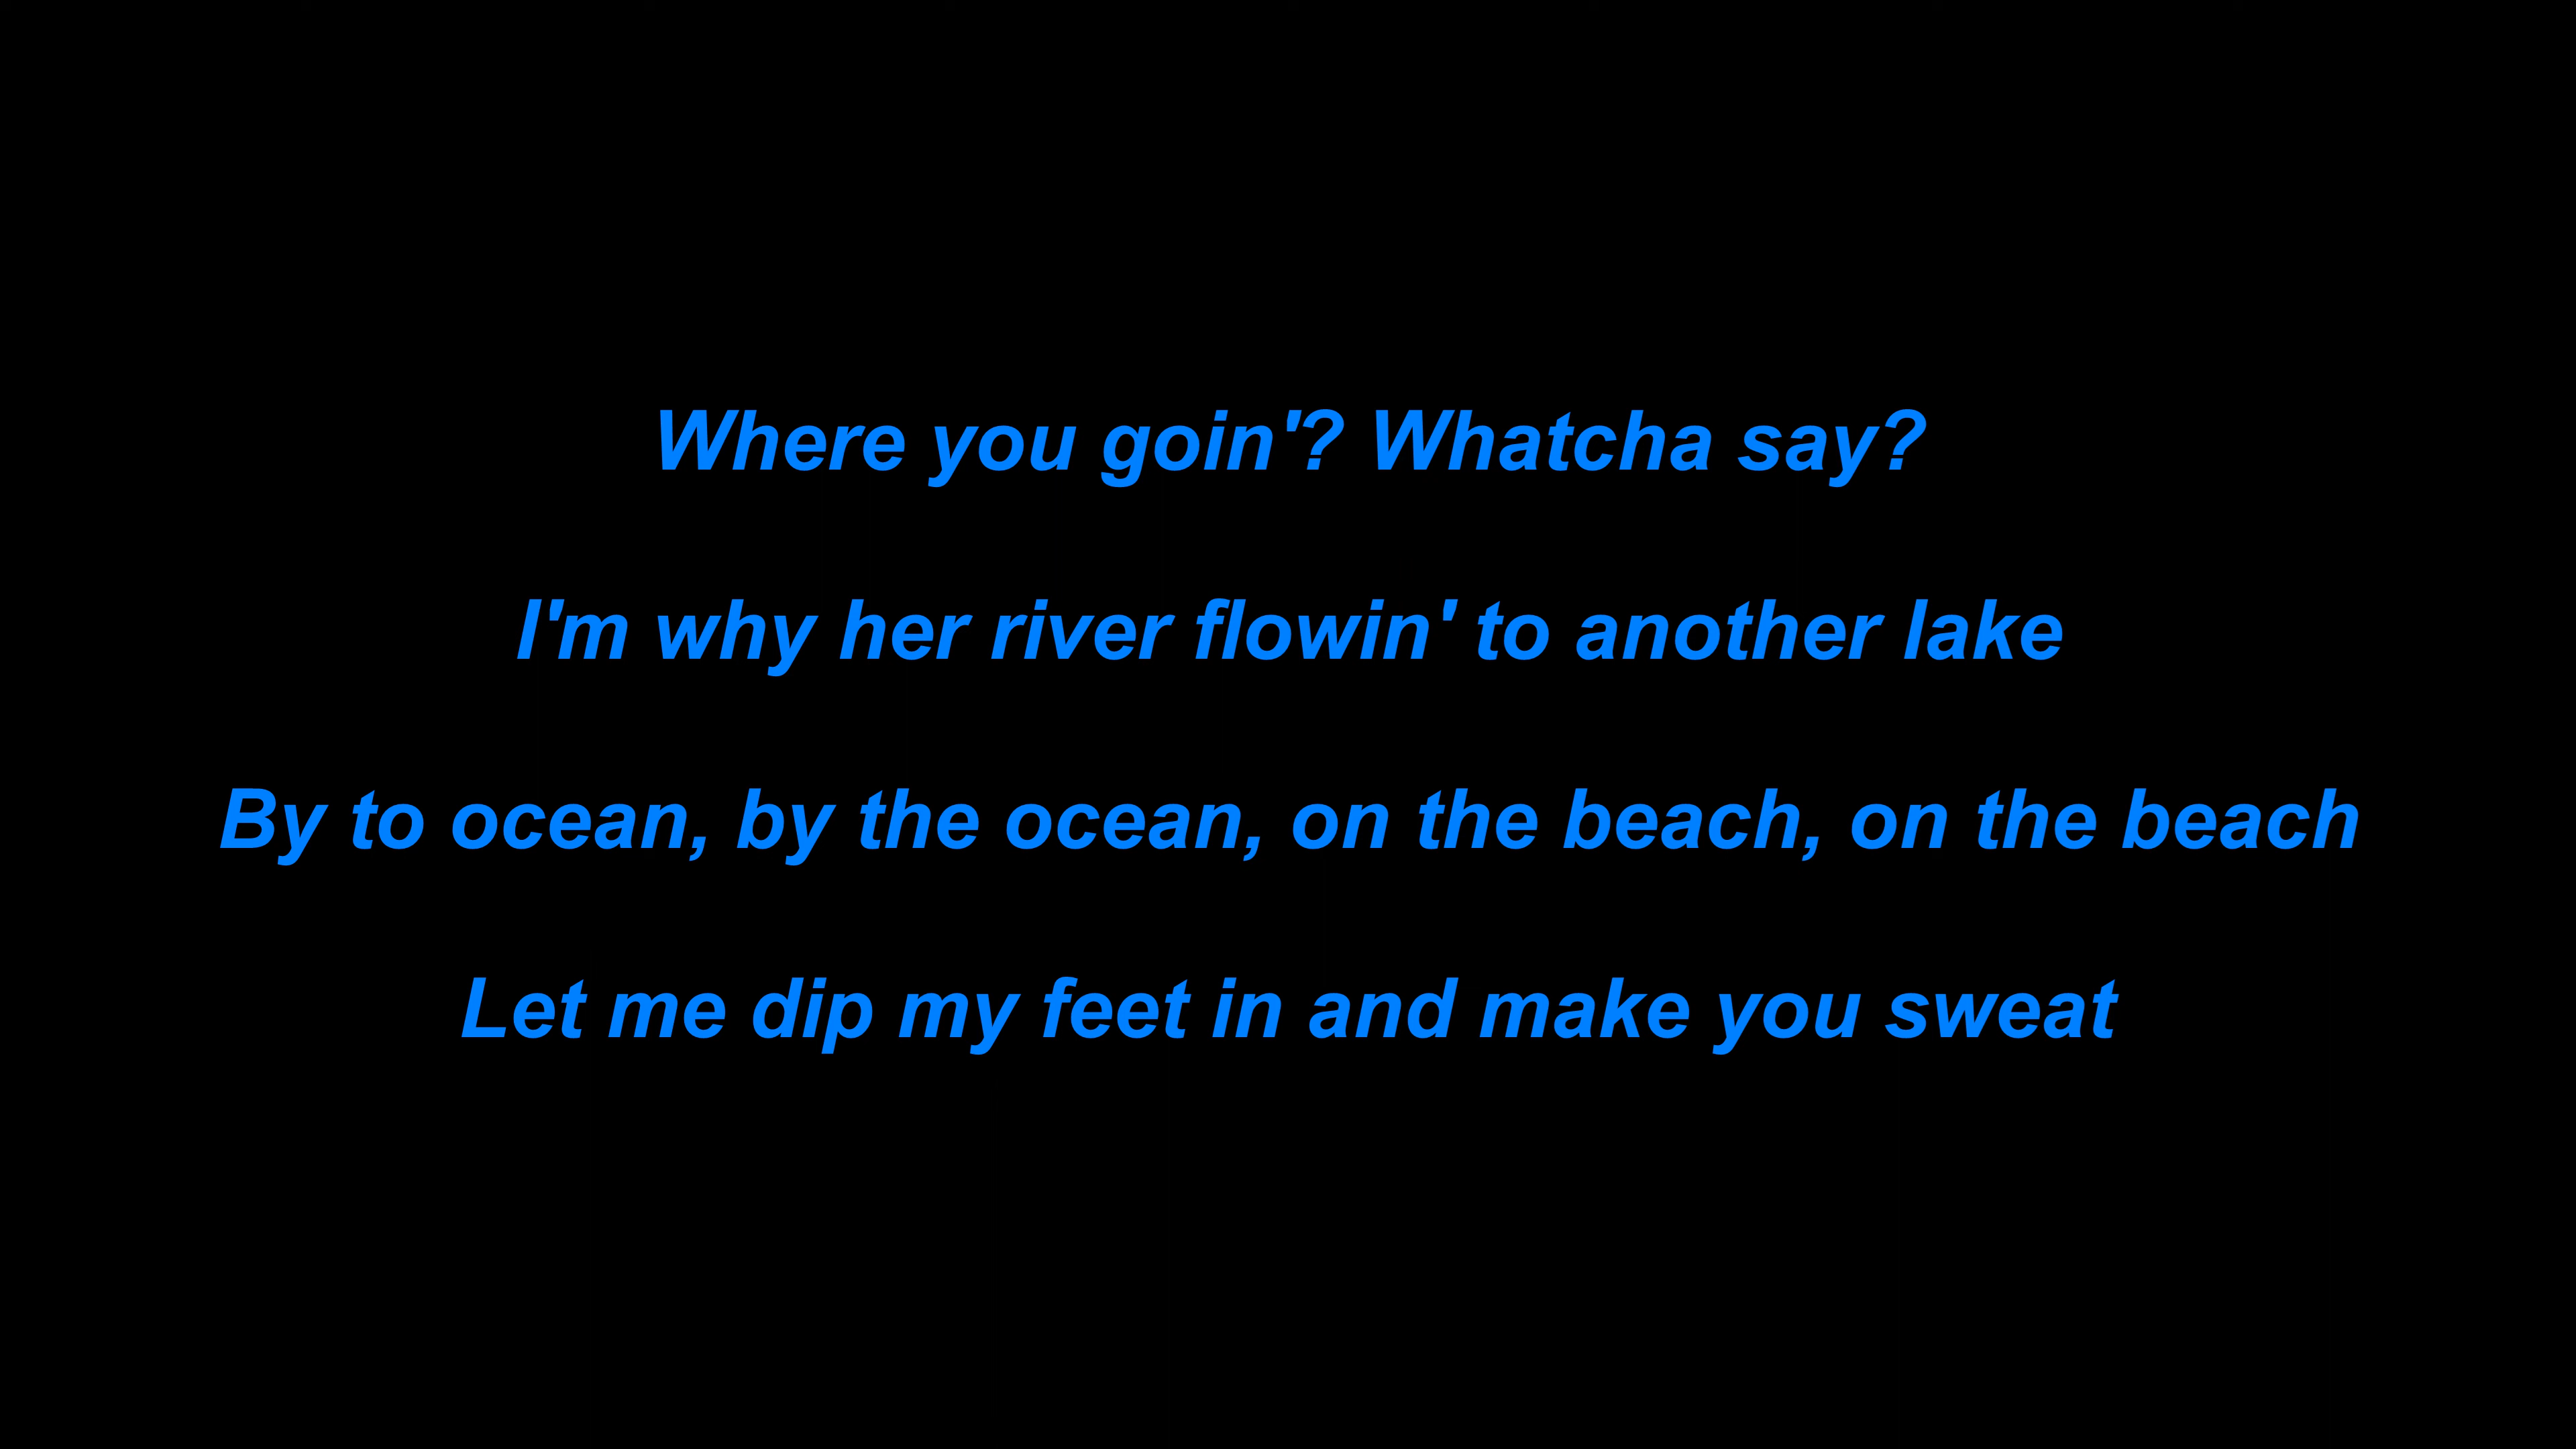 Where you goin'? Whatcha say?
I'm why her river flowin' to another lake
By to ocean, by the ocean, on the beach, on the beach
Let me dip my feet in and make you sweat